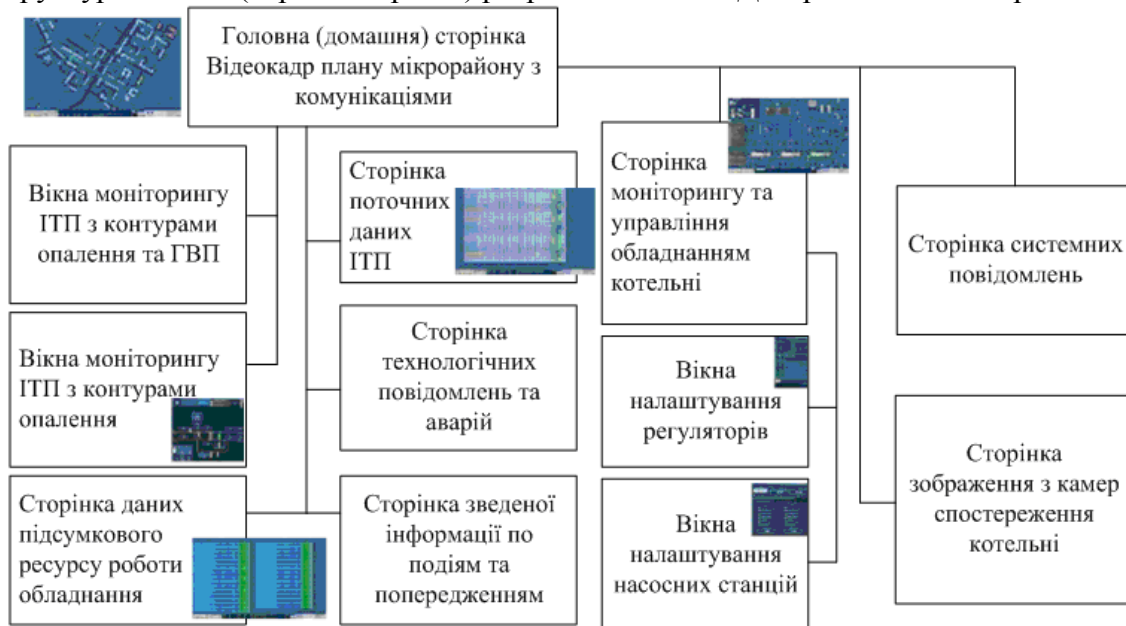 Головна (домашня) сторінка
Відеокадр плану мікрорайону з
комунікаціями
Вікна моніторингу
ІТП з контурами
опалення та ГВП
Вікна моніторингу
ІТП з контурами
опалення
Сторінка даних
підсумкового
ресурсу роботи
обладнання
Сторінка
поточних
даних
ІТП
Сторінка
технологічних
повідомлень та
аварій
Сторінка зведеної
інформації по
подіям та
попередженням
Сторінка
моніторингу та
управління
обладнанням
котельні
Вікна
налаштування
регуляторів
Вікна
налаштування
насосних станцій
Сторінка системних
повідомлень
Сторінка
зображення з камер
спостереження
котельні